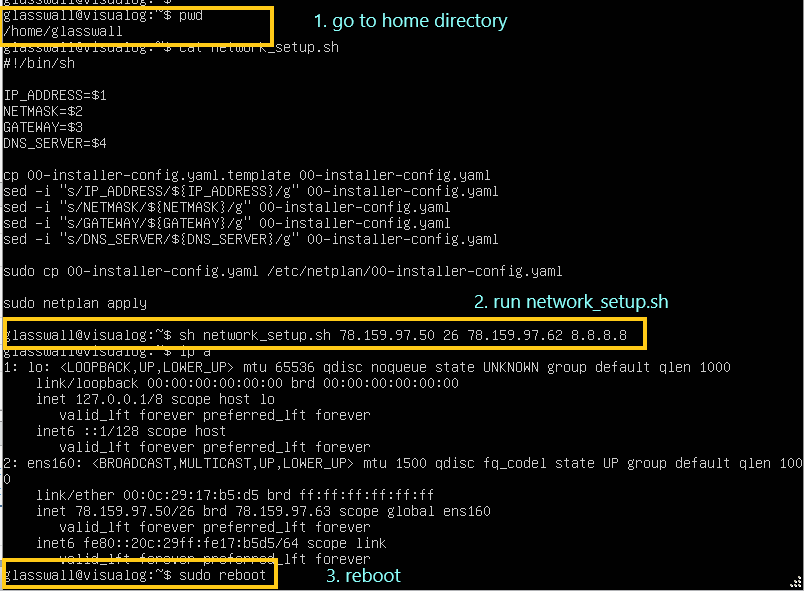 glasswall@visualog:~$
glasswall@visualog:~$ pwd
1. go to home directory
/home/glasswall
glasswall@visualog:~$ cat network_setup.sh
#!/bin/sh
IP_ADDRESS=$1
NETMASK=$2
GATEWAY=$3
DNS_SERVER=$4
cp 00-installer-config.yaml.template 00-installer-config.yaml
sed -i "s/IP_ADDRESS/${IP_ADDRESS}/g" 00-installer-config.yaml
sed -i "s/NETMASK/${NETMASK}/g" 00-installer-config.yaml
sed -i "s/GATEWAY/${GATEWAY}/g" 00-installer-config.yaml
sed -i "s/DNS_SERVER/${DNS_SERVER}/g" 00-installer-config.yaml
sudo cp 00-installer-config.yaml /etc/netplan/00-installer-config.yaml
sudo netplan apply
2. run network_setup.sh
glasswall@visualog:~$ sh network_setup.sh 78.159.97.50 26 78.159.97.62 8.8.8.8
glasswall@visualog:~$ ip a
1: lo: <LOOPBACK,UP,LOWER_UP> mtu 65536 qdisc noqueue state UNKNOWN group default qlen 1000
link/loopback 00:00:00:00:00:00 brd 00:00:00:00:00:00
inet 127.0.0.1/8 scope host lo
valid_lft forever preferred_lft forever
inet6 ::1/128 scope host
valid_lft forever preferred_lft forever
2: ens160: <BROADCAST,MULTICAST,UP,LOWER_UP> mtu 1500 qdisc fq_codel state UP group default qlen 100
0
link/ether 00:0c:29:17:b5:d5 brd ff:ff:ff:ff:ff:ff
inet 78.159.97.50/26 brd 78.159.97.63 scope global ens160
valid_lft forever preferred_lft forever
inet6 fe80::20c:29ff:fe17:b5d5/64 scope link
valid_lft forever preferred_lft forever
glasswall@visualog:~$ sudo reboot
3. reboot